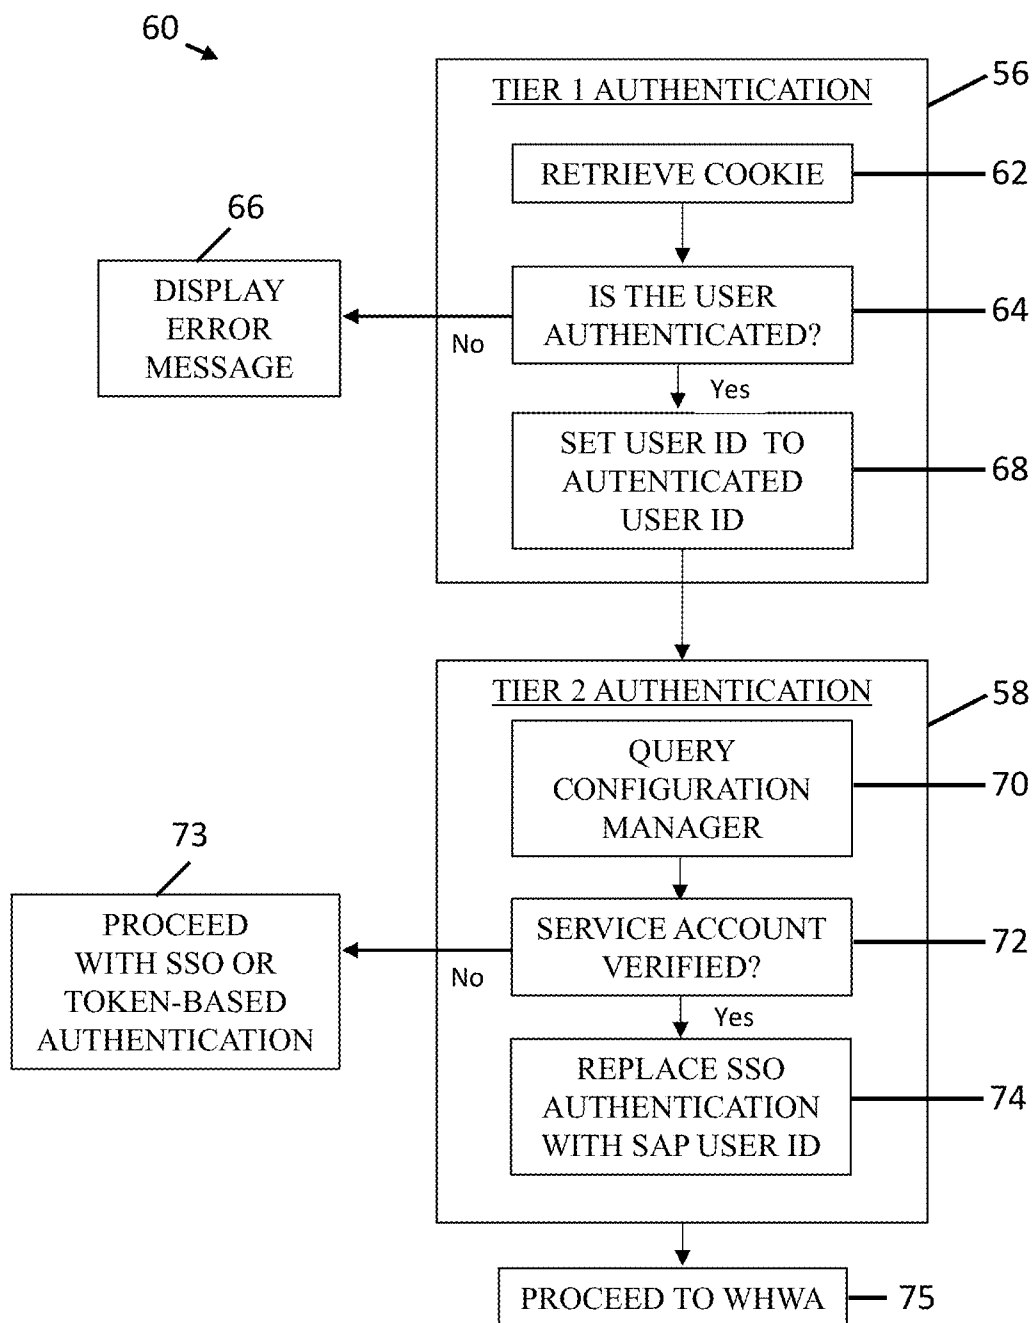 60
TIER 1 AUTHENTICATION
56
RETRIEVE COOKIE
62
66
DISPLAY
ERROR
MESSAGE
No
IS THE USER
AUTHENTICATED?
64
Yes
SET USER ID TO
AUTENTICATED
USER ID
68
TIER 2 AUTHENTICATION
58
QUERY
CONFIGURATION
MANAGER
70
73
PROCEED
WITH SSO OR
TOKEN-BASED
AUTHENTICATION
No
SERVICE ACCOUNT
VERIFIED?
72
Yes
REPLACE SSO
AUTHENTICATION
WITH SAP USER ID
74
PROCEED TO WHWA
75